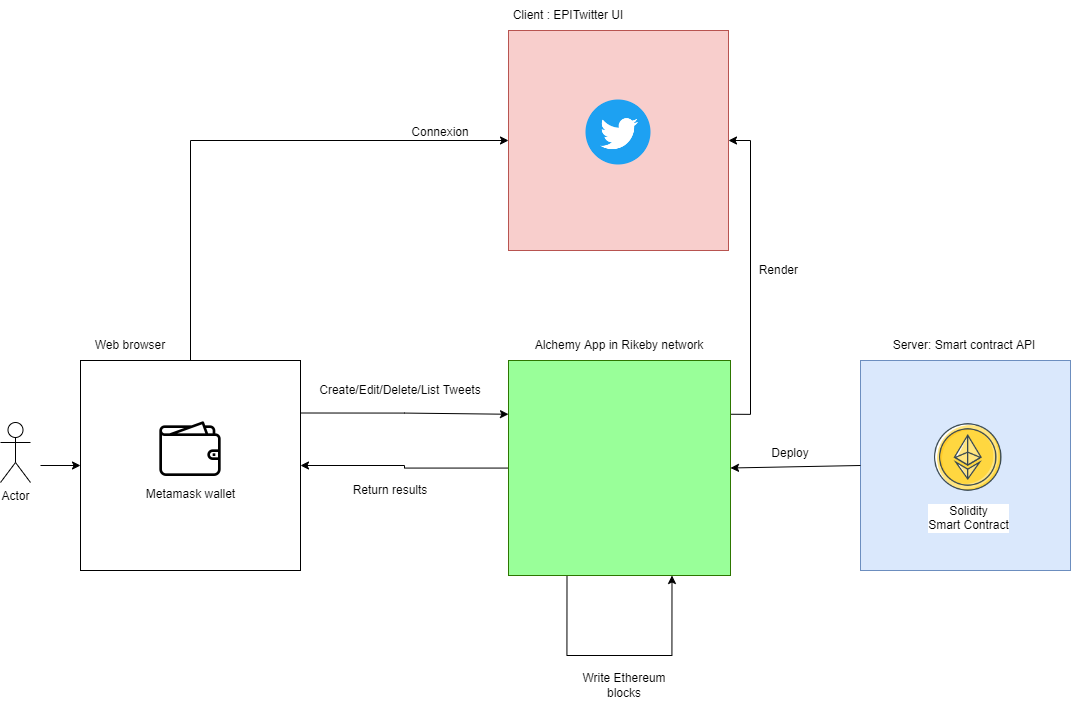 Client : EPITwitter UI
Connexion
Render
Web browser
Alchemy App in Rikeby network
Server: Smart contract API
Create/Edit/Delete/List Tweets
Deploy
Return results
Metamask wallet
Actor
Solidity
Smart Contract
Write Ethereum
blocks